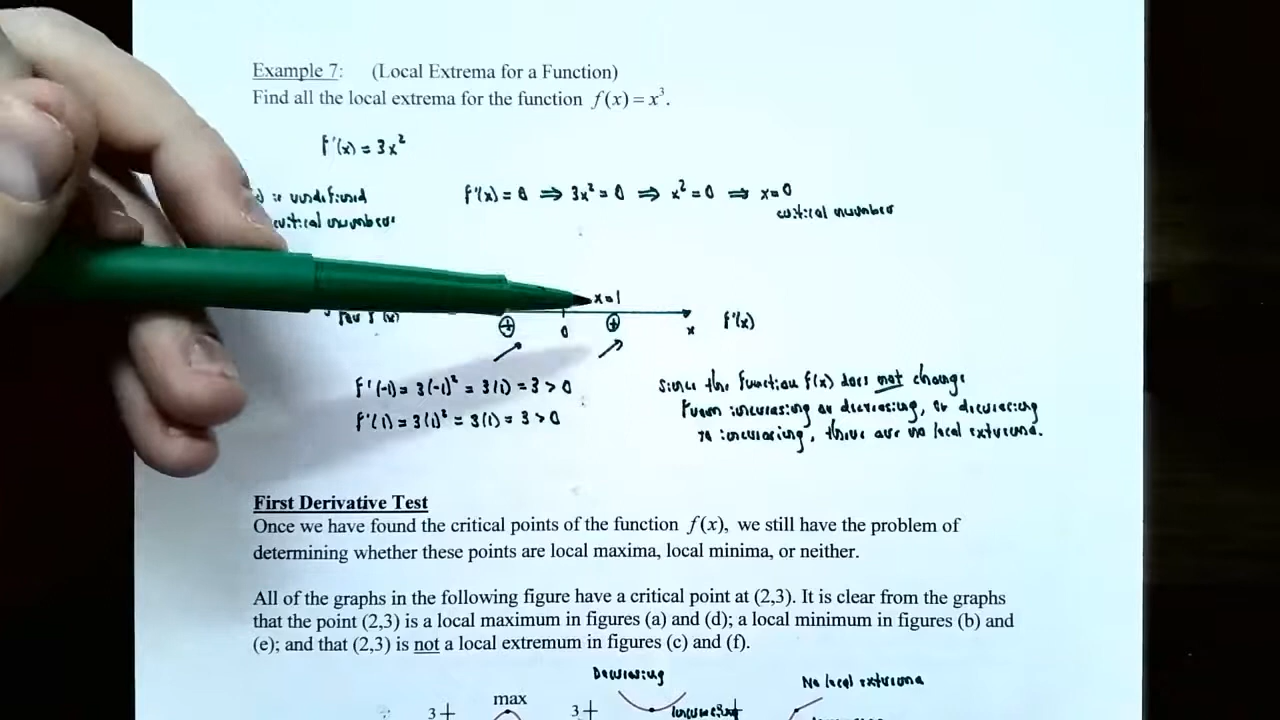 Example 7: (Local Extrema for a Function)
Find all the local extrema for the function f(x) = x³.
f'(x) = 3x²
undefined
f'(x) = 0 ⇒ 3x² = 0 ⇒ x² = 0 ⇒ x = 0
critical number
critical number
x=1
for f'(x)
+ 0 + x f'(x)
f'(-1) = 3(-1)² = 3(1) = 3 > 0
f'(1) = 3(1)² = 3(1) = 3 > 0
Since the function f(x) does not change
from increasing to decreasing, or decreasing
to increasing, there are no local extrema.
First Derivative Test
Once we have found the critical points of the function f(x), we still have the problem of
determining whether these points are local maxima, local minima, or neither.
All of the graphs in the following figure have a critical point at (2,3). It is clear from the graphs
that the point (2,3) is a local maximum in figures (a) and (d); a local minimum in figures (b) and
(e); and that (2,3) is not a local extremum in figures (c) and (f).
Decreasing
No local extrema
max
3
3
Increasing